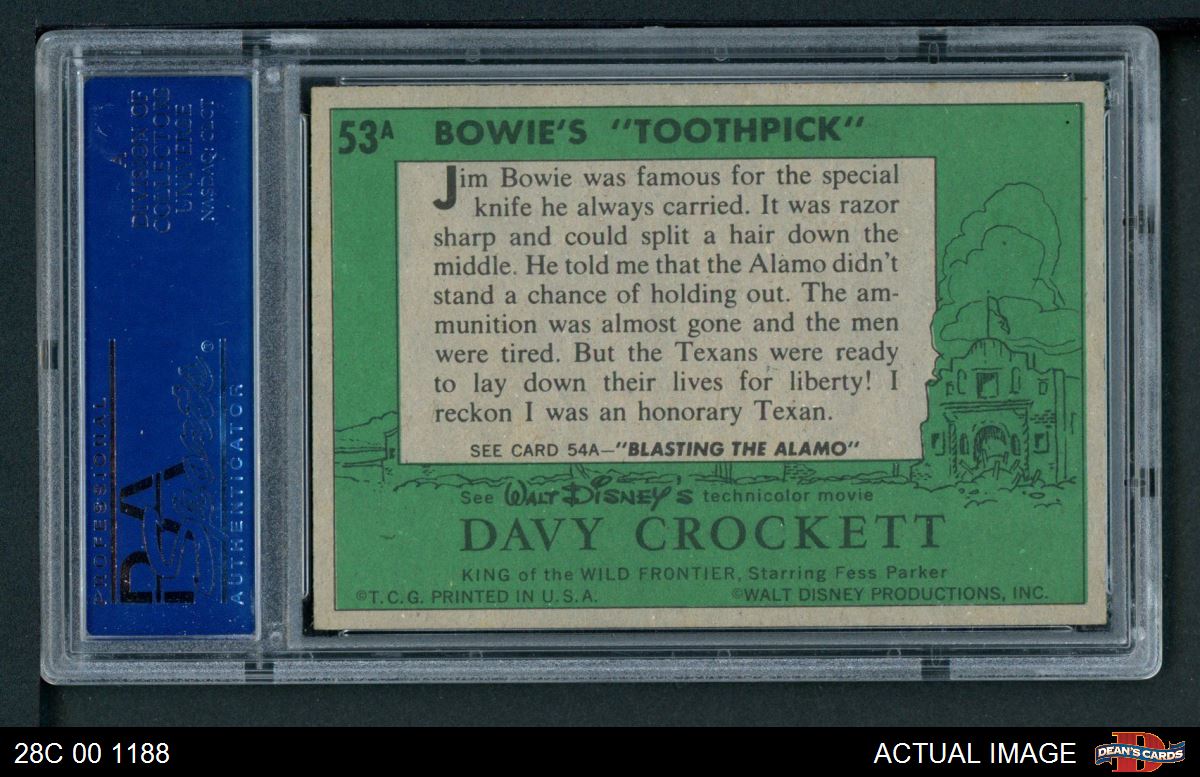 53A BOWIE'S "TOOTHPICK"
Jim Bowie was famous for the special
knife he always carried. It was razor
sharp and could split a hair down the
middle. He told me that the Alamo didn't
stand a chance of holding out. The am-
munition was almost gone and the men
were tired. But the Texans were ready
to lay down their lives for liberty! I
reckon I was an honorary Texan.
SEE CARD 54A—"BLASTING THE ALAMO"
See WALT DISNEY'S technicolor movie
DAVY CROCKETT
KING of the WILD FRONTIER, Starring Fess Parker
©T.C.G. PRINTED IN U.S.A. ©WALT DISNEY PRODUCTIONS, INC.
A
DIVISION OF
COLLECTORS
UNIVERSE
NASDAQ: CLCT
PROFESSIONAL
PSA
Sports ®
AUTHENTICATOR
28C 00 1188
ACTUAL IMAGE
DEAN'S CARDS